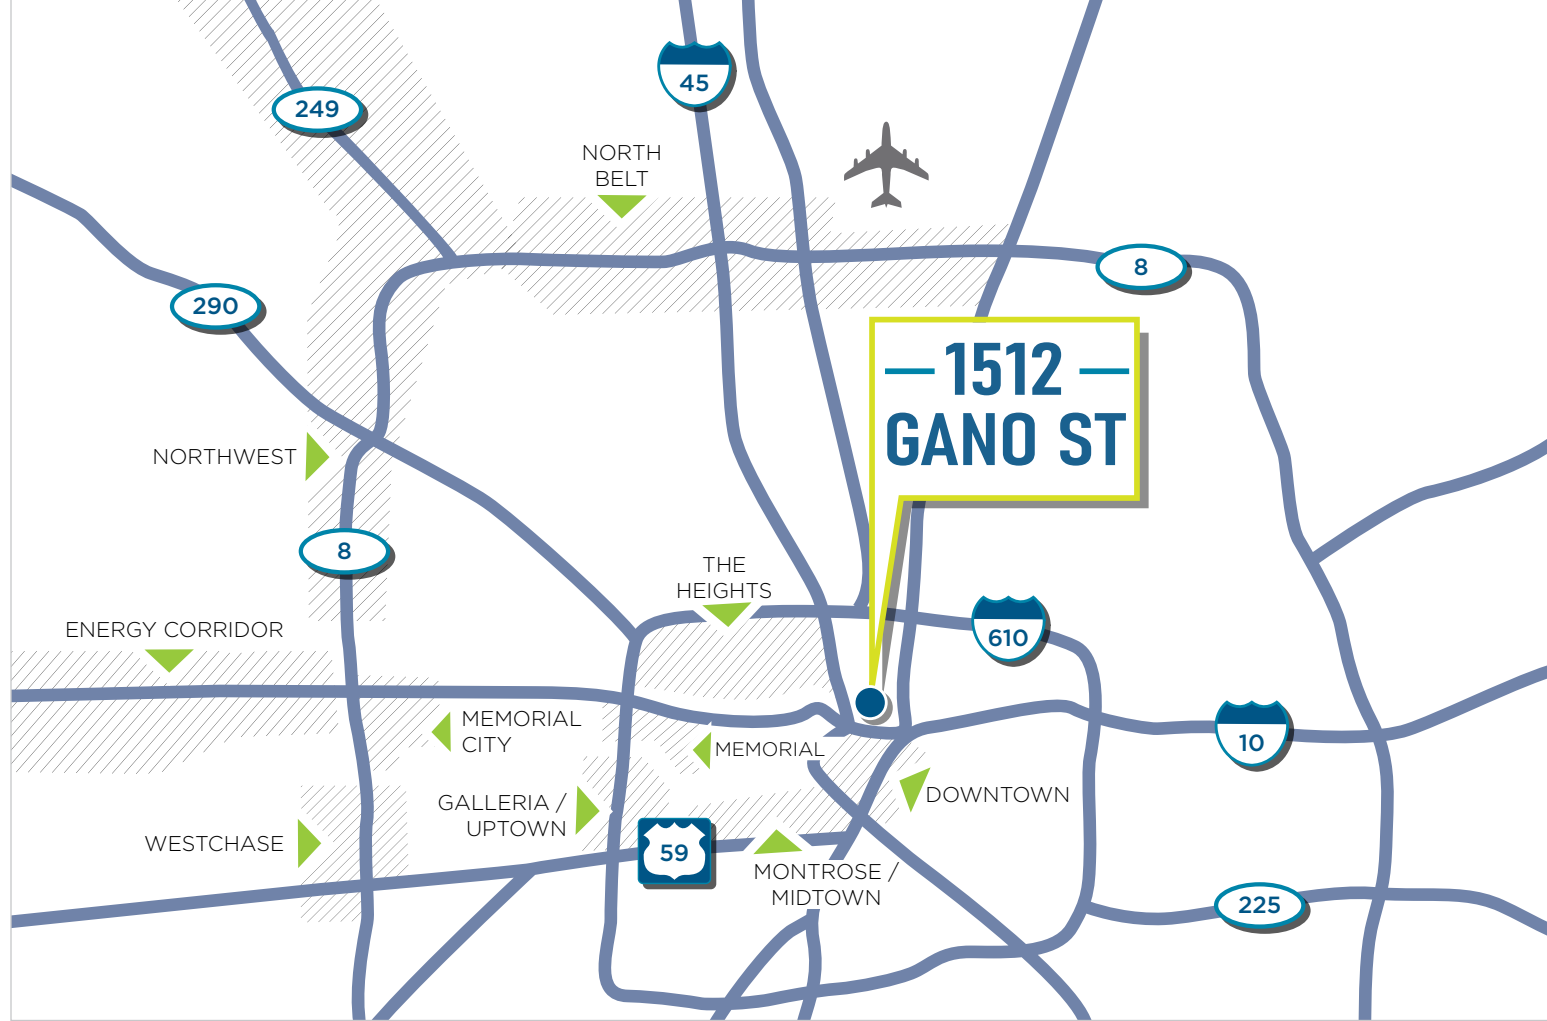 45
249
NORTH
BELT
8
290
1512
GANO ST
NORTHWEST
8
THE
HEIGHTS
610
ENERGY CORRIDOR
MEMORIAL
CITY
MEMORIAL
10
GALLERIA /
UPTOWN
DOWNTOWN
WESTCHASE
59
MONTROSE /
MIDTOWN
225